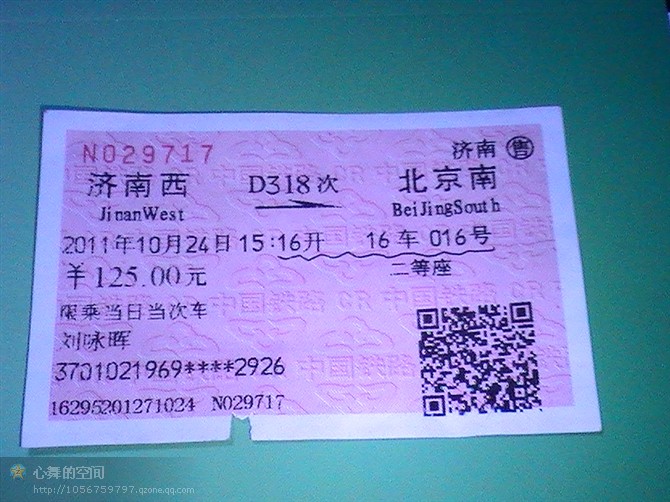 N029717 济南 售
济南西 D318次 北京南
JinanWest BeiJingSouth
2011年10月24日15:16开 16车016号
¥125.00元 二等座
限乘当日当次车
刘咏晖
3701021969****2926
16295201271024 N029717
中国铁路 CR 中国铁路 CR
心舞的空间
http://1056759797.qzone.qq.com